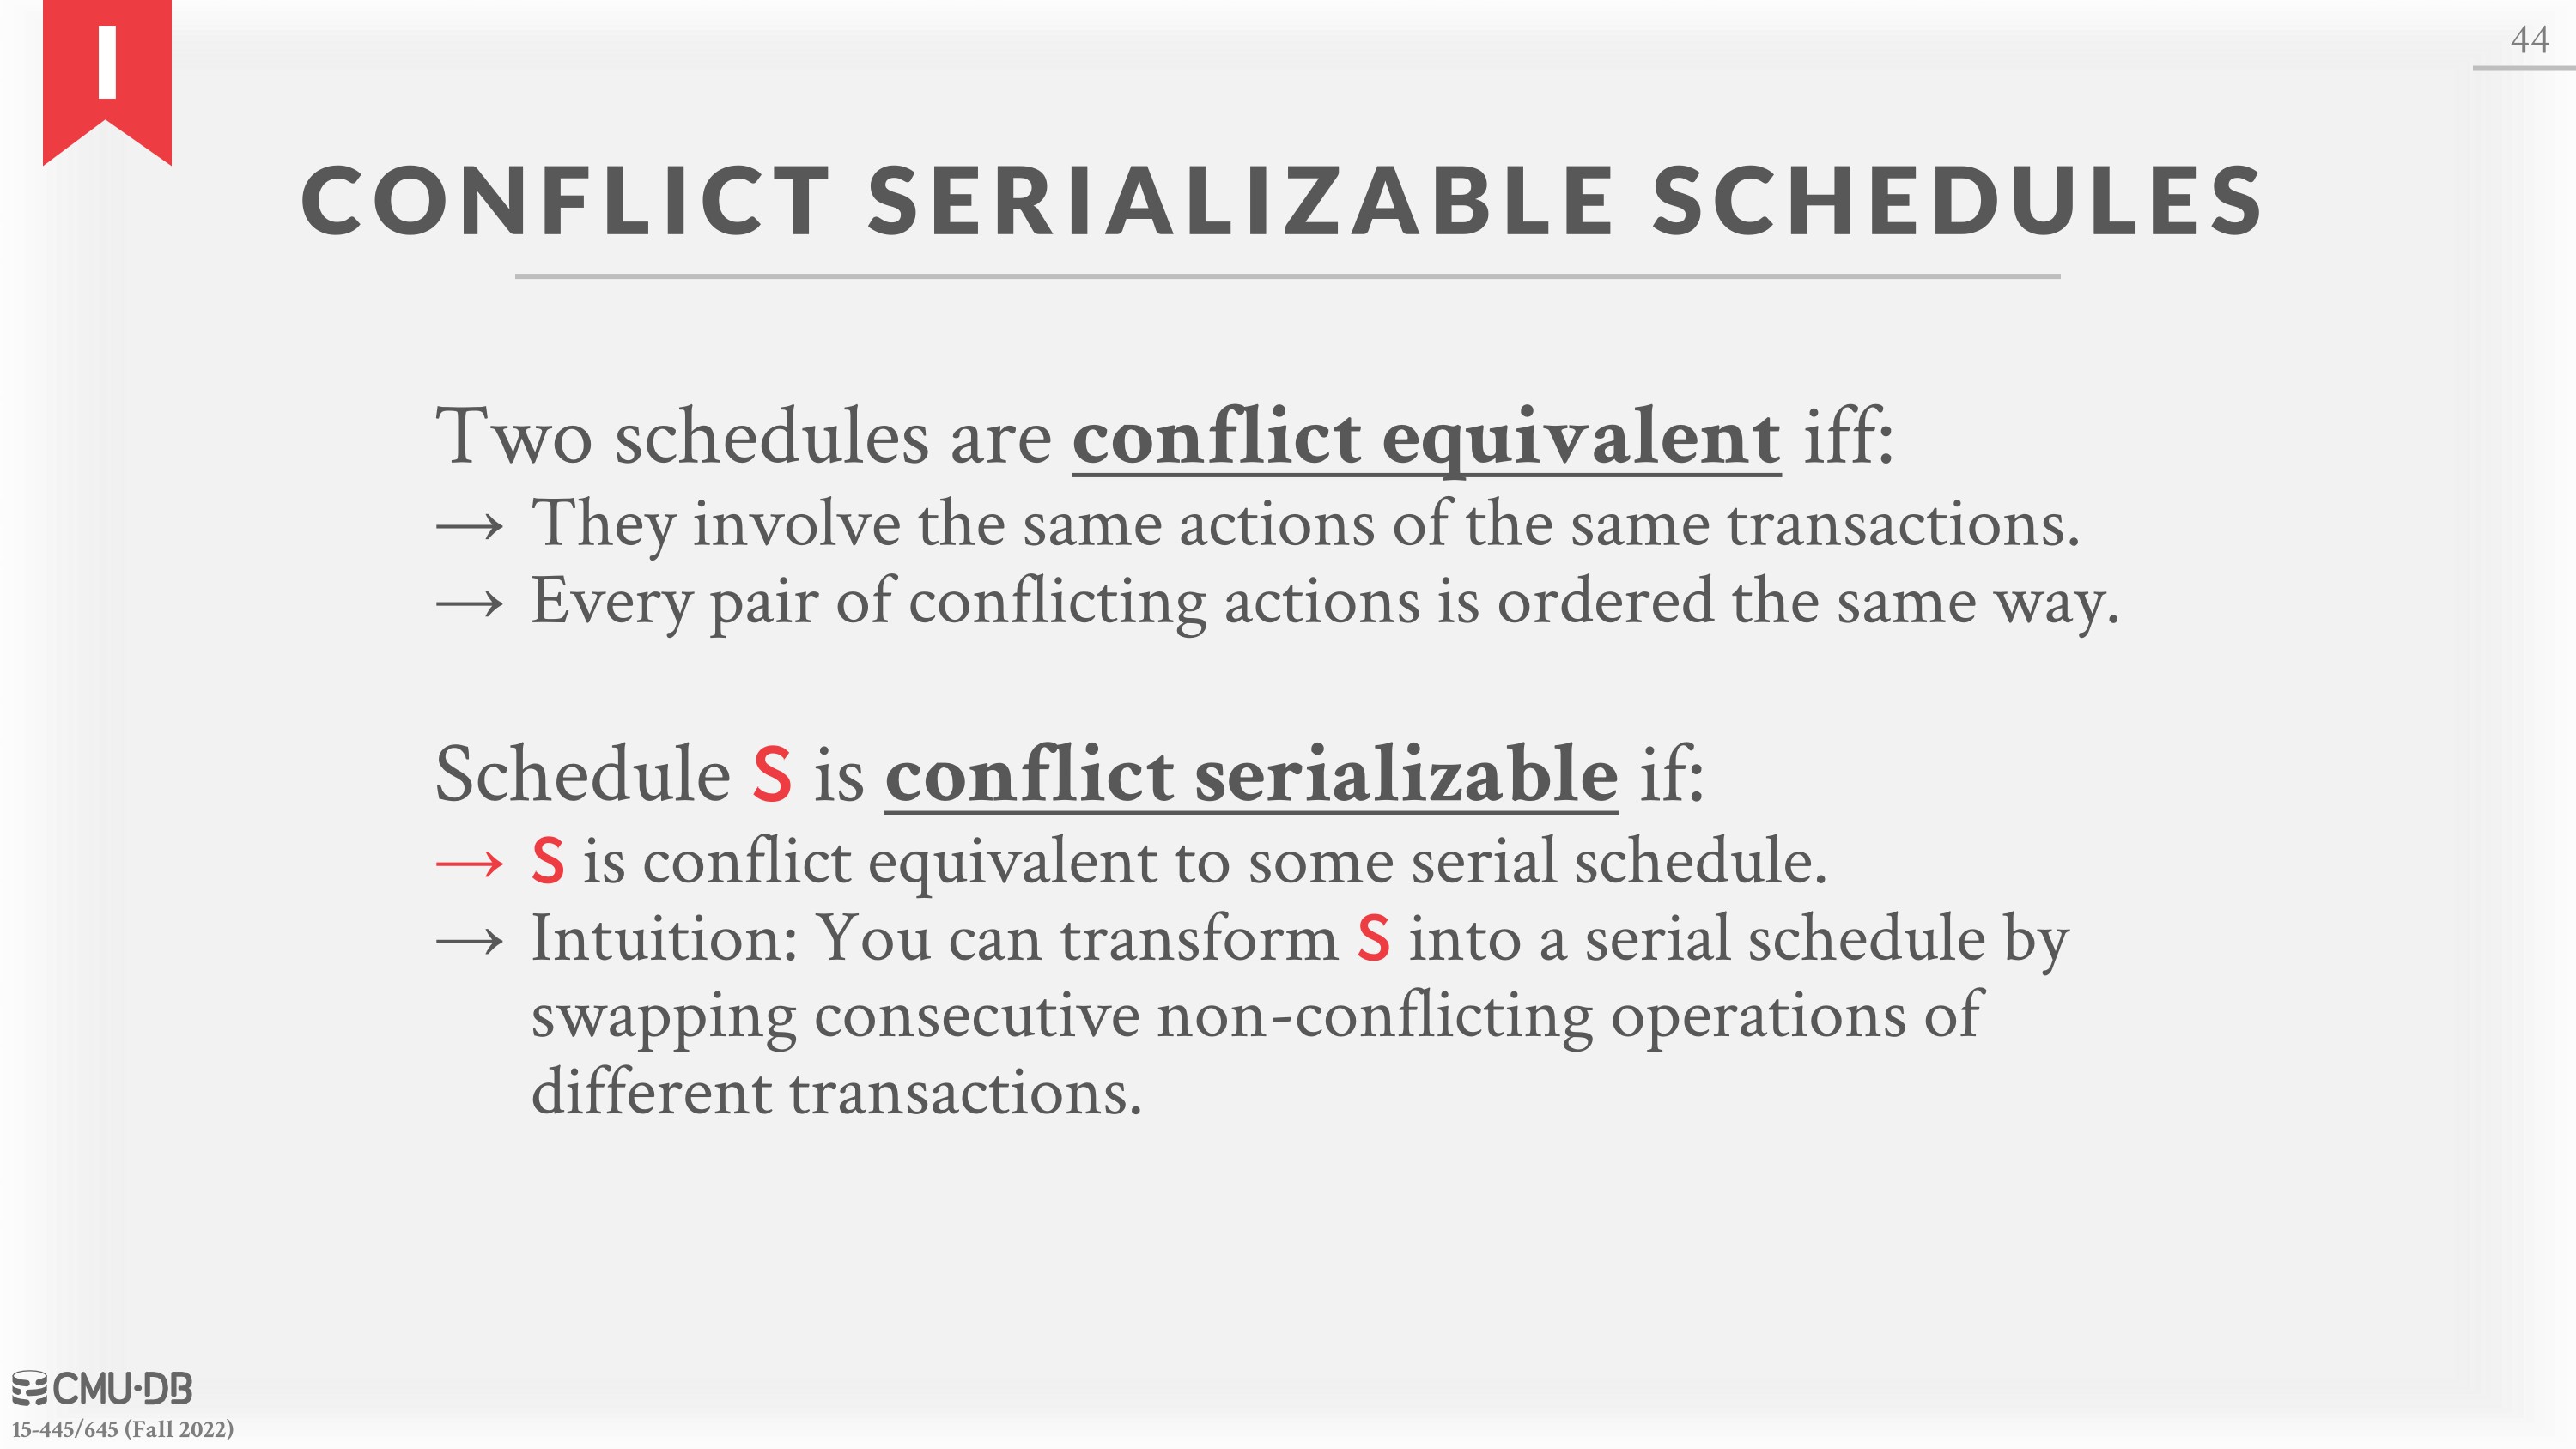 I
44
CONFLICT SERIALIZABLE SCHEDULES
Two schedules are conflict equivalent iff:
→ They involve the same actions of the same transactions.
→ Every pair of conflicting actions is ordered the same way.
Schedule S is conflict serializable if:
→ S is conflict equivalent to some serial schedule.
→ Intuition: You can transform S into a serial schedule by
swapping consecutive non-conflicting operations of
different transactions.
CMU·DB
15-445/645 (Fall 2022)